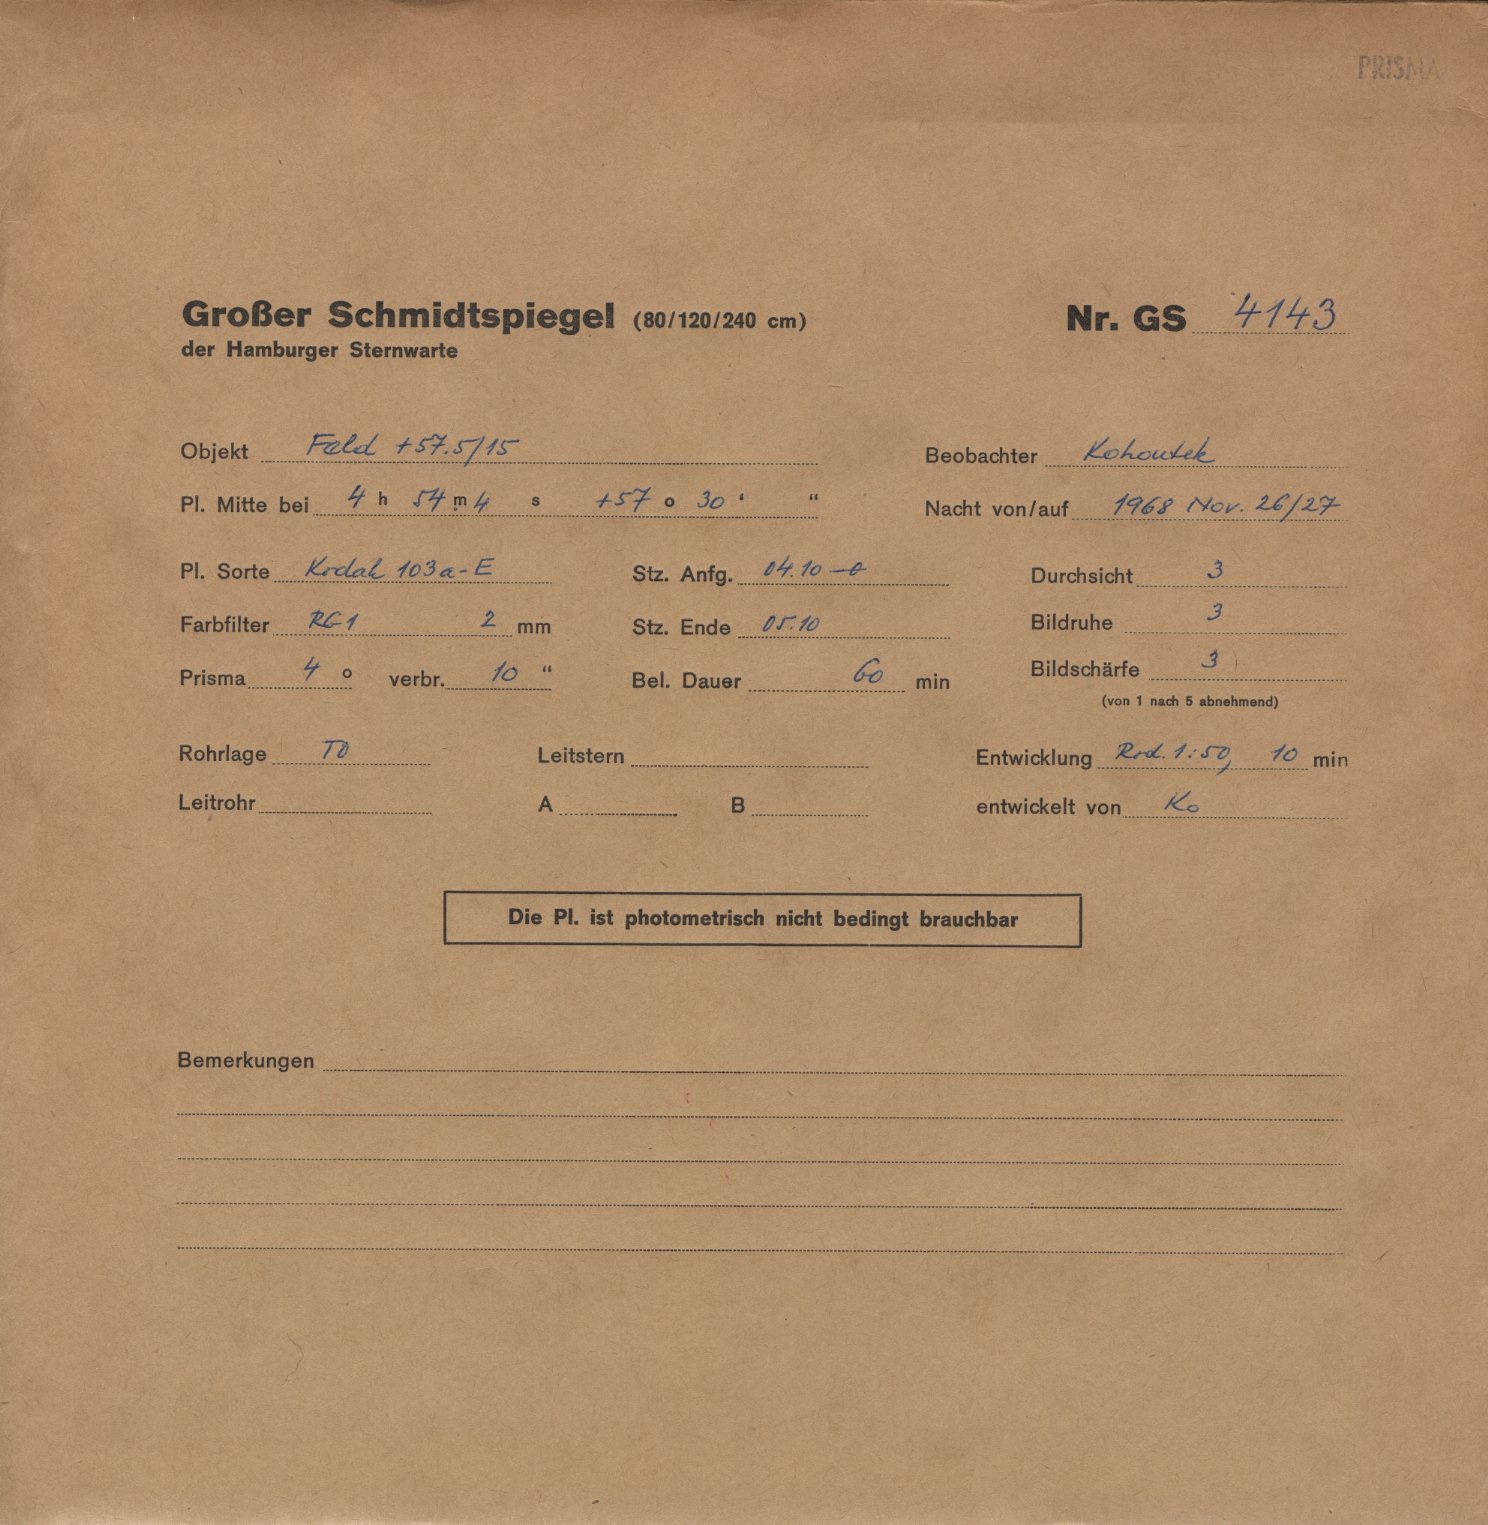 PRISMA
Großer Schmidtspiegel (80/120/240 cm) Nr. GS 4143
der Hamburger Sternwarte
Objekt Feld +57.5/15 Beobachter Kohoutek
Pl. Mitte bei 4 h 54 m 4 s +57 o 30 ‘ “ Nacht von/auf 1968 Nov. 26/27
Pl. Sorte Kodak 103a-E Stz. Anfg. 04.10 Durchsicht 3
Farbfilter RG1 2 mm Stz. Ende 05.10 Bildruhe 3
Prisma 4 o verbr. 10 “ Bel. Dauer 60 min Bildschärfe 3
(von 1 nach 5 abnehmend)
Rohrlage Leitstern Entwicklung Rod. 1:50, 10 min
Leitrohr A B entwickelt von Ko
Die Pl. ist photometrisch nicht bedingt brauchbar
Bemerkungen